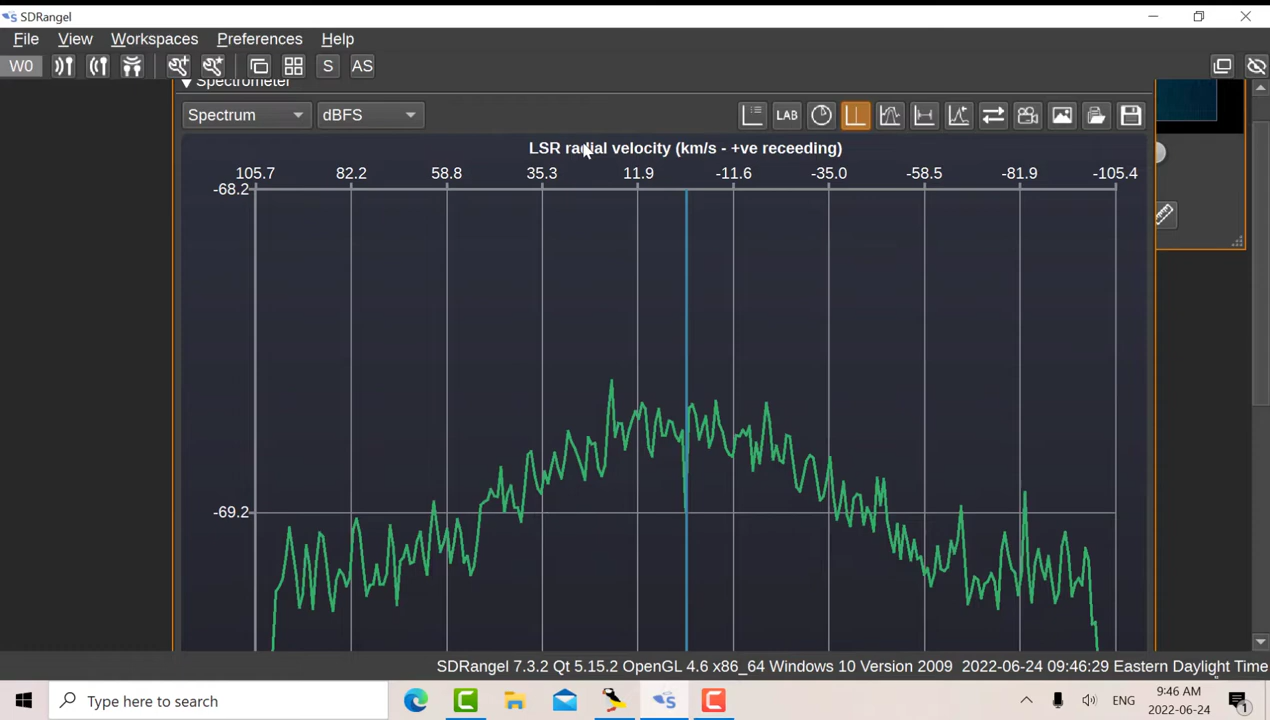 SDRangel
File View Workspaces Preferences Help
W0 S AS
Spectrometer
Spectrum dBFS LAB
LSR radial velocity (km/s - +ve receeding)
105.7 82.2 58.8 35.3 11.9 -11.6 -35.0 -58.5 -81.9 -105.4
-68.2
-69.2
SDRangel 7.3.2 Qt 5.15.2 OpenGL 4.6 x86_64 Windows 10 Version 2009 2022-06-24 09:46:29 Eastern Daylight Time
Type here to search
ENG
9:46 AM
2022-06-24
1